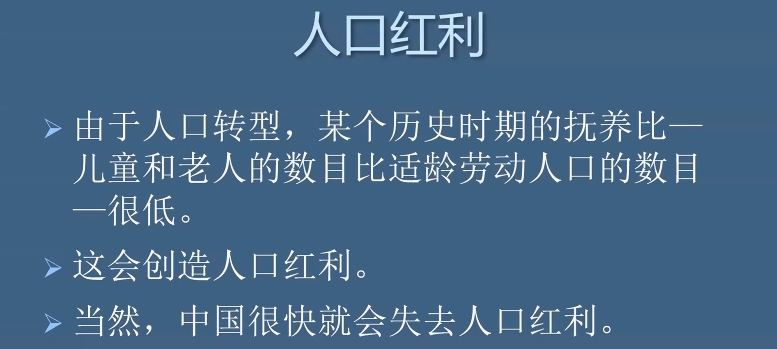 人口红利
由于人口转型，某个历史时期的抚养比—
儿童和老人的数目比适龄劳动人口的数目
—很低。
这会创造人口红利。
当然，中国很快就会失去人口红利。